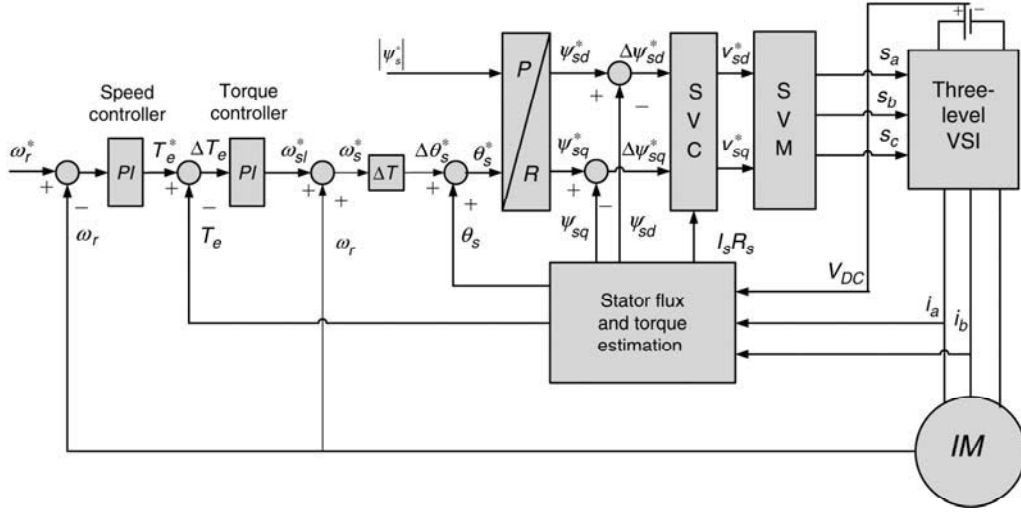 |ψ*s|
P
R
ψ*sd
Δψ*sd
ψ*sq
Δψ*sq
+
−
+
−
ψsq
ψsd
S
V
C
v*sd
v*sq
S
V
M
sa
sb
sc
+ −
Three-
level
VSI
Speed
controller
Torque
controller
ω*r
+
−
ωr
PI
T*e
+
−
Te
ΔTe
PI
ω*sl
+
+
ωr
ω*s
ΔT
Δθ*s
+
+
θs
θ*s
IsRs
Stator flux
and torque
estimation
VDC
ia
ib
IM